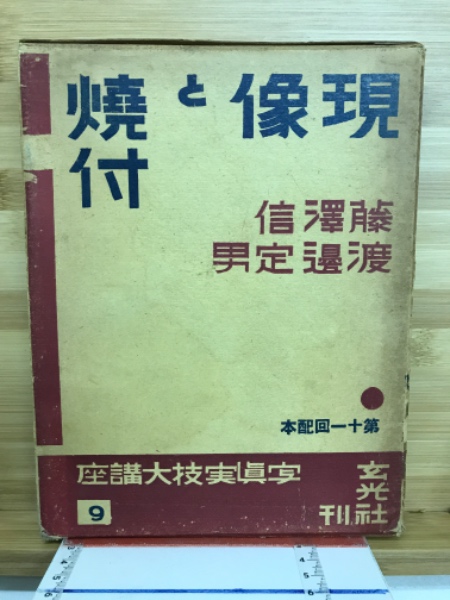 現像と燒
付
藤澤信
渡邊定男
第十一回配本
写眞実技大講座
玄光社
刊
9